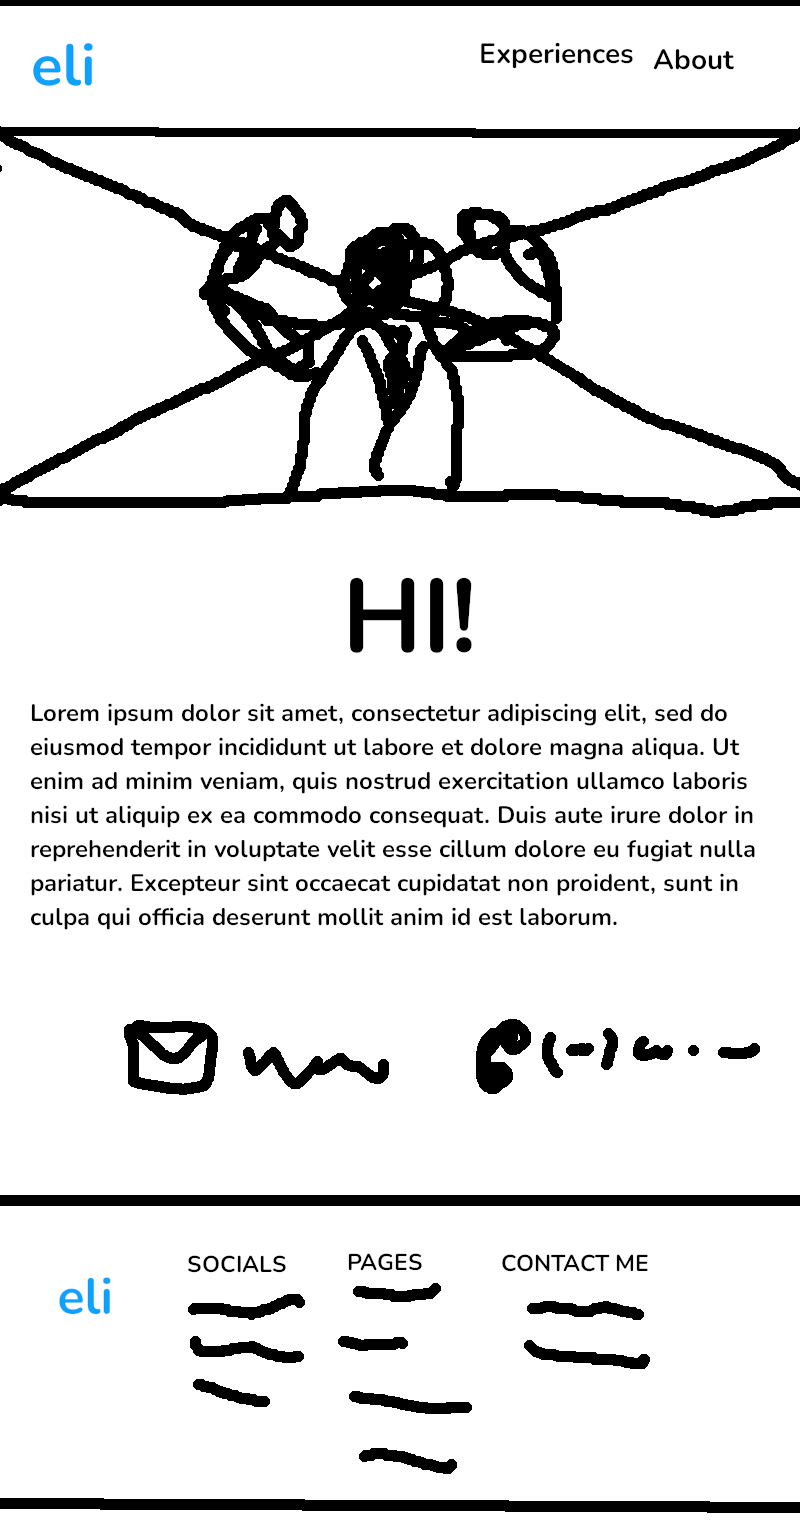 eli
Experiences About
HI!
Lorem ipsum dolor sit amet, consectetur adipiscing elit, sed do
eiusmod tempor incididunt ut labore et dolore magna aliqua. Ut
enim ad minim veniam, quis nostrud exercitation ullamco laboris
nisi ut aliquip ex ea commodo consequat. Duis aute irure dolor in
reprehenderit in voluptate velit esse cillum dolore eu fugiat nulla
pariatur. Excepteur sint occaecat cupidatat non proident, sunt in
culpa qui officia deserunt mollit anim id est laborum.
eli
SOCIALS
PAGES
CONTACT ME